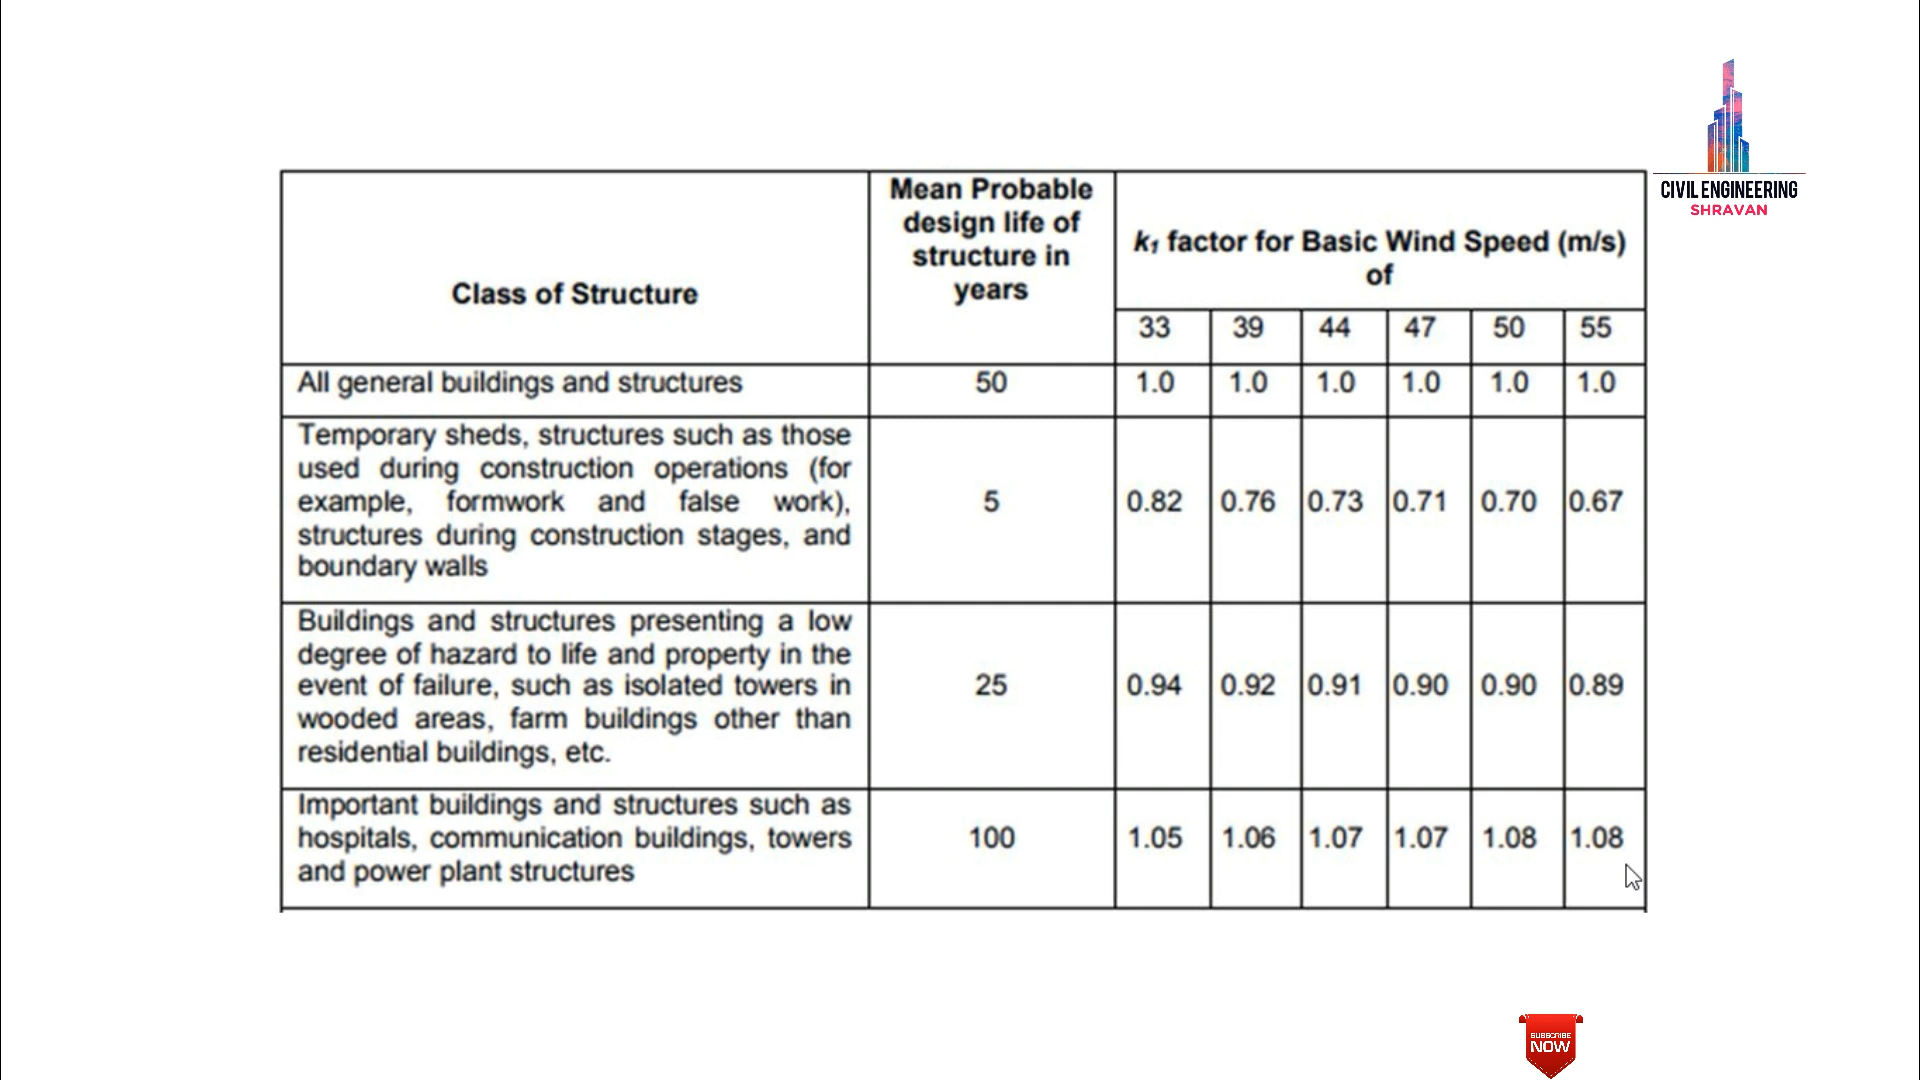 CIVIL ENGINEERING
SHRAVAN
Class of Structure
Mean Probable
design life of
structure in
years
k1 factor for Basic Wind Speed (m/s)
of
33 39 44 47 50 55
All general buildings and structures 50 1.0 1.0 1.0 1.0 1.0 1.0
Temporary sheds, structures such as those
used during construction operations (for
example, formwork and false work),
structures during construction stages, and
boundary walls
5 0.82 0.76 0.73 0.71 0.70 0.67
Buildings and structures presenting a low
degree of hazard to life and property in the
event of failure, such as isolated towers in
wooded areas, farm buildings other than
residential buildings, etc.
25 0.94 0.92 0.91 0.90 0.90 0.89
Important buildings and structures such as
hospitals, communication buildings, towers
and power plant structures
100 1.05 1.06 1.07 1.07 1.08 1.08
SUBSCRIBE
NOW